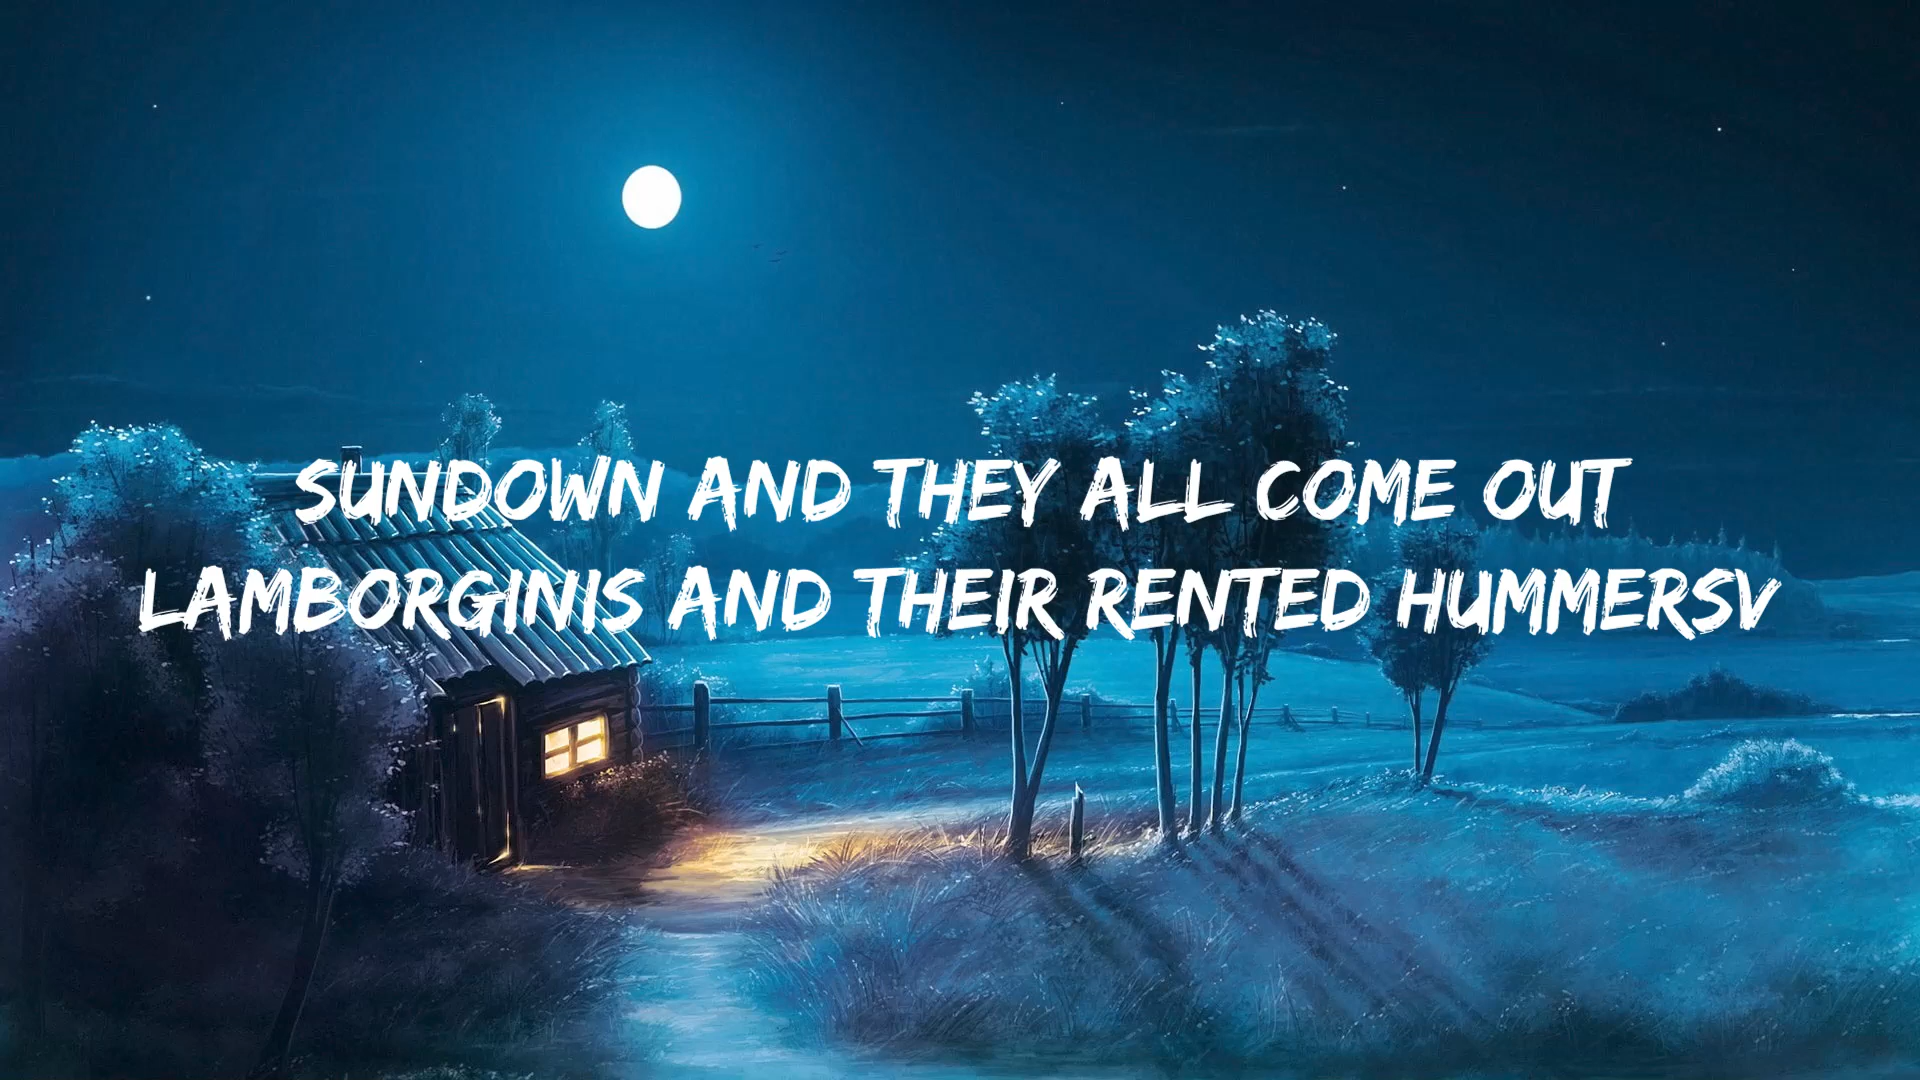 SUNDOWN AND THEY ALL COME OUT
LAMBORGINIS AND THEIR RENTED HUMMERSV